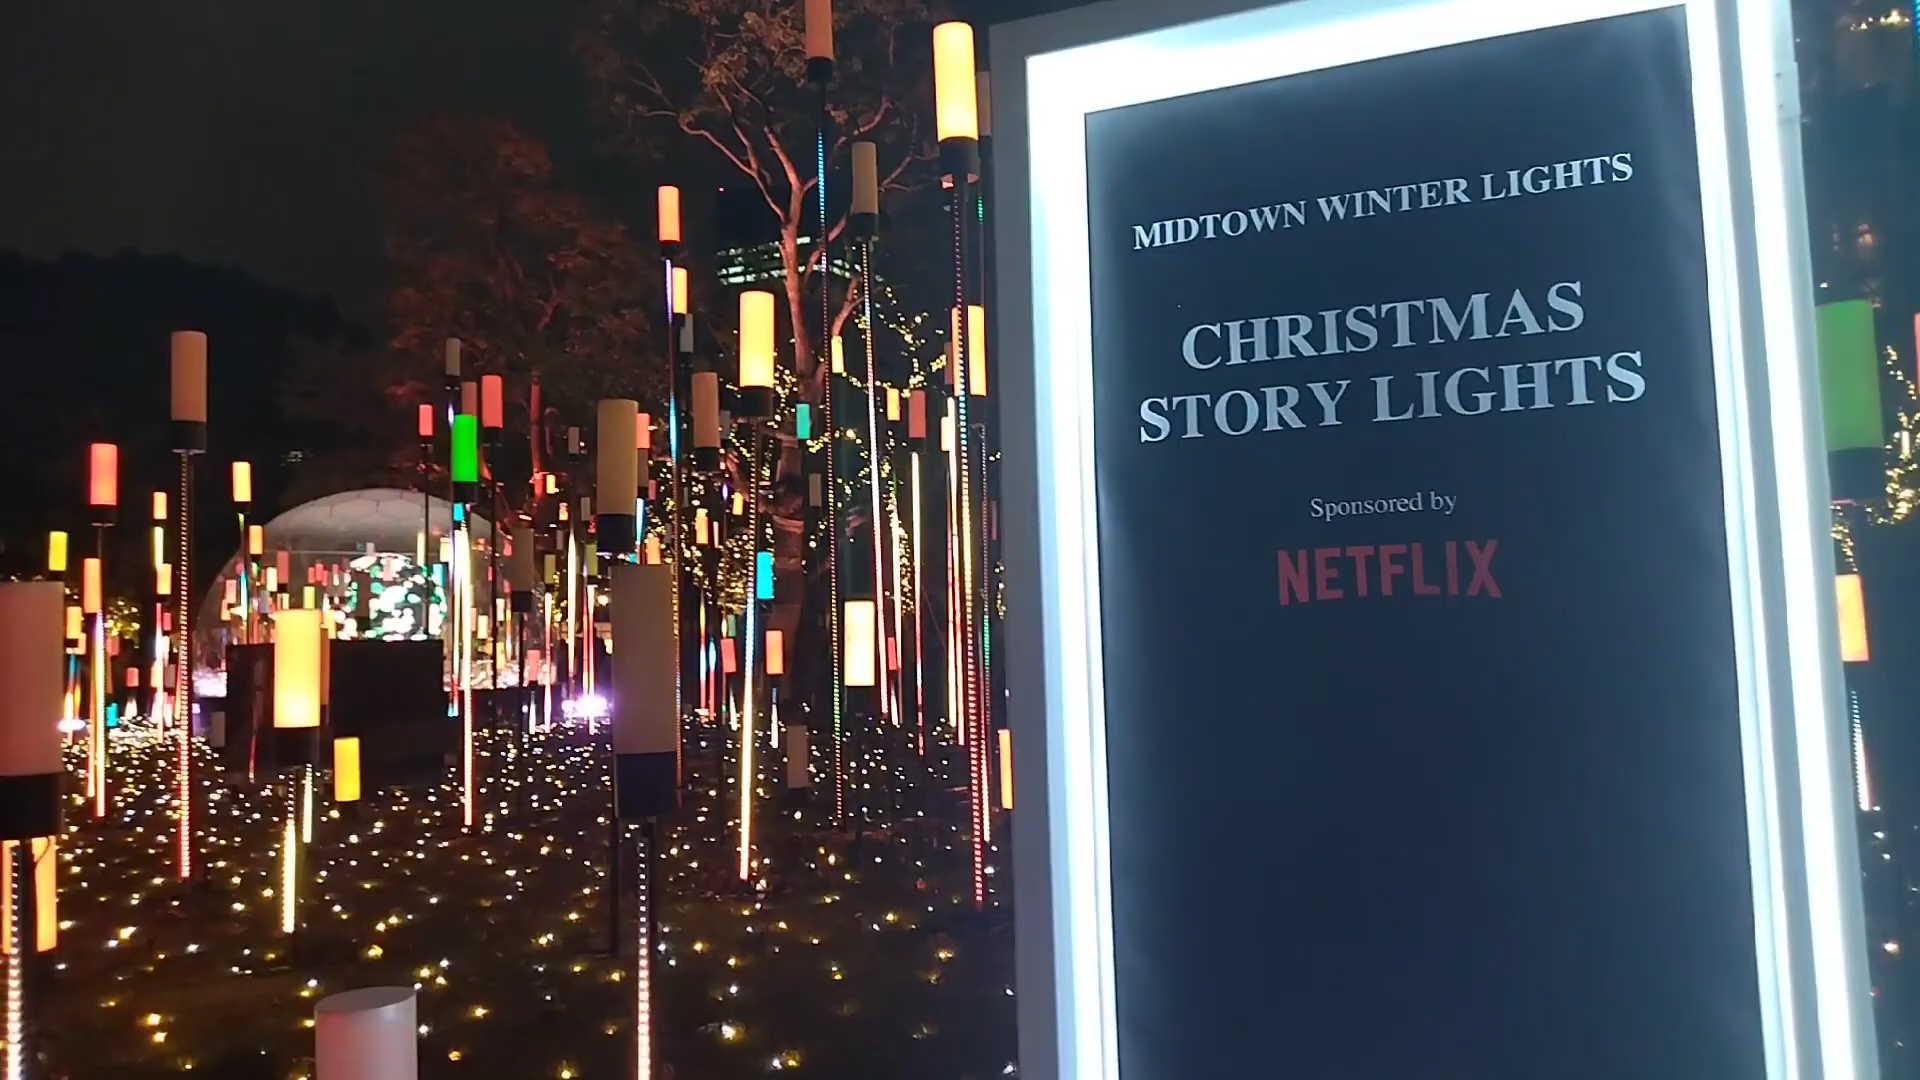 MIDTOWN WINTER LIGHTS
CHRISTMAS
STORY LIGHTS
Sponsored by
NETFLIX